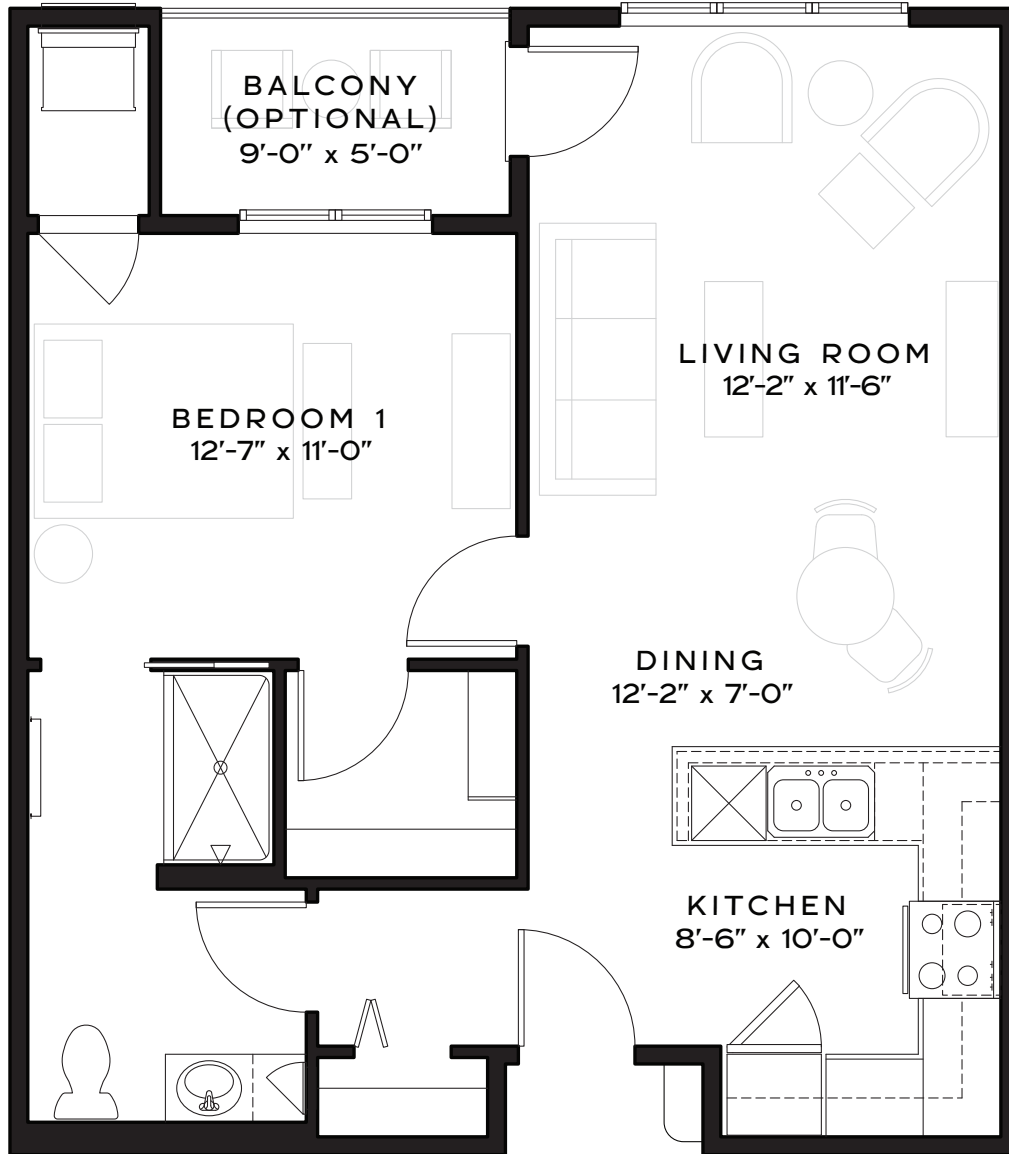 BALCONY
(OPTIONAL)
9'-0" x 5'-0"
LIVING ROOM
12'-2" x 11'-6"
BEDROOM 1
12'-7" x 11'-0"
DINING
12'-2" x 7'-0"
KITCHEN
8'-6" x 10'-0"